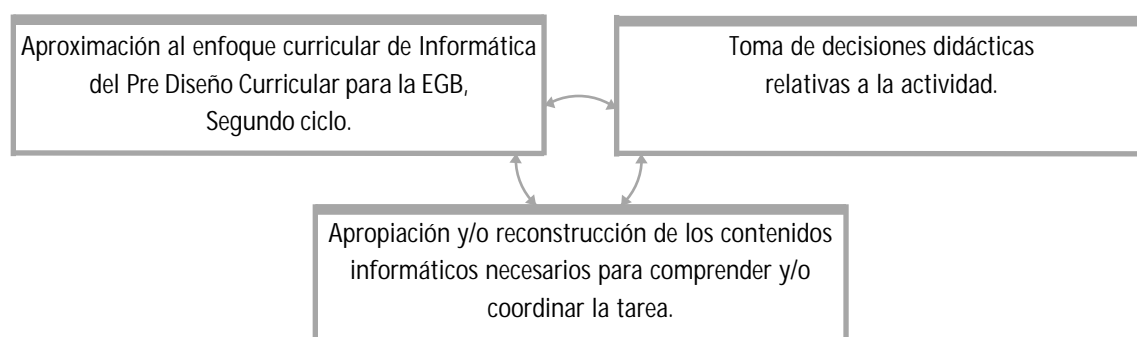 Aproximación al enfoque curricular de Informática
del Pre Diseño Curricular para la EGB,
Segundo ciclo.
Toma de decisiones didácticas
relativas a la actividad.
Apropiación y/o reconstrucción de los contenidos
informáticos necesarios para comprender y/o
coordinar la tarea.